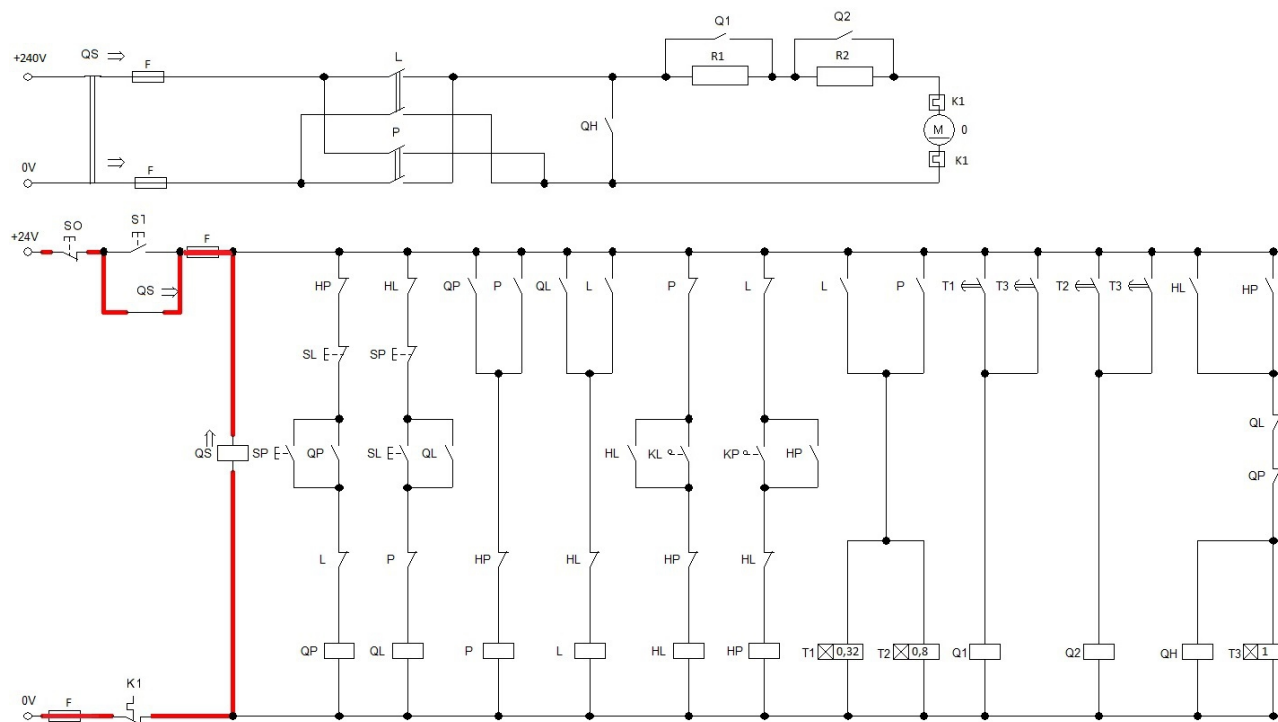 Q1 Q2
+240V QS F L R1 R2
K1
QH M 0
P
K1
0V F
SO S1
+24V F
QS
HP HL QP P QL L P L L P T1 T3 T2 T3 HL HP
SL SP
QL
QS SP QP SL QL HL KL KP HP
QP
L P HP HL HP HL
QP QL P L HL HP T1 0,32 T2 0,8 Q1 Q2 QH T3 1
K1
0V F